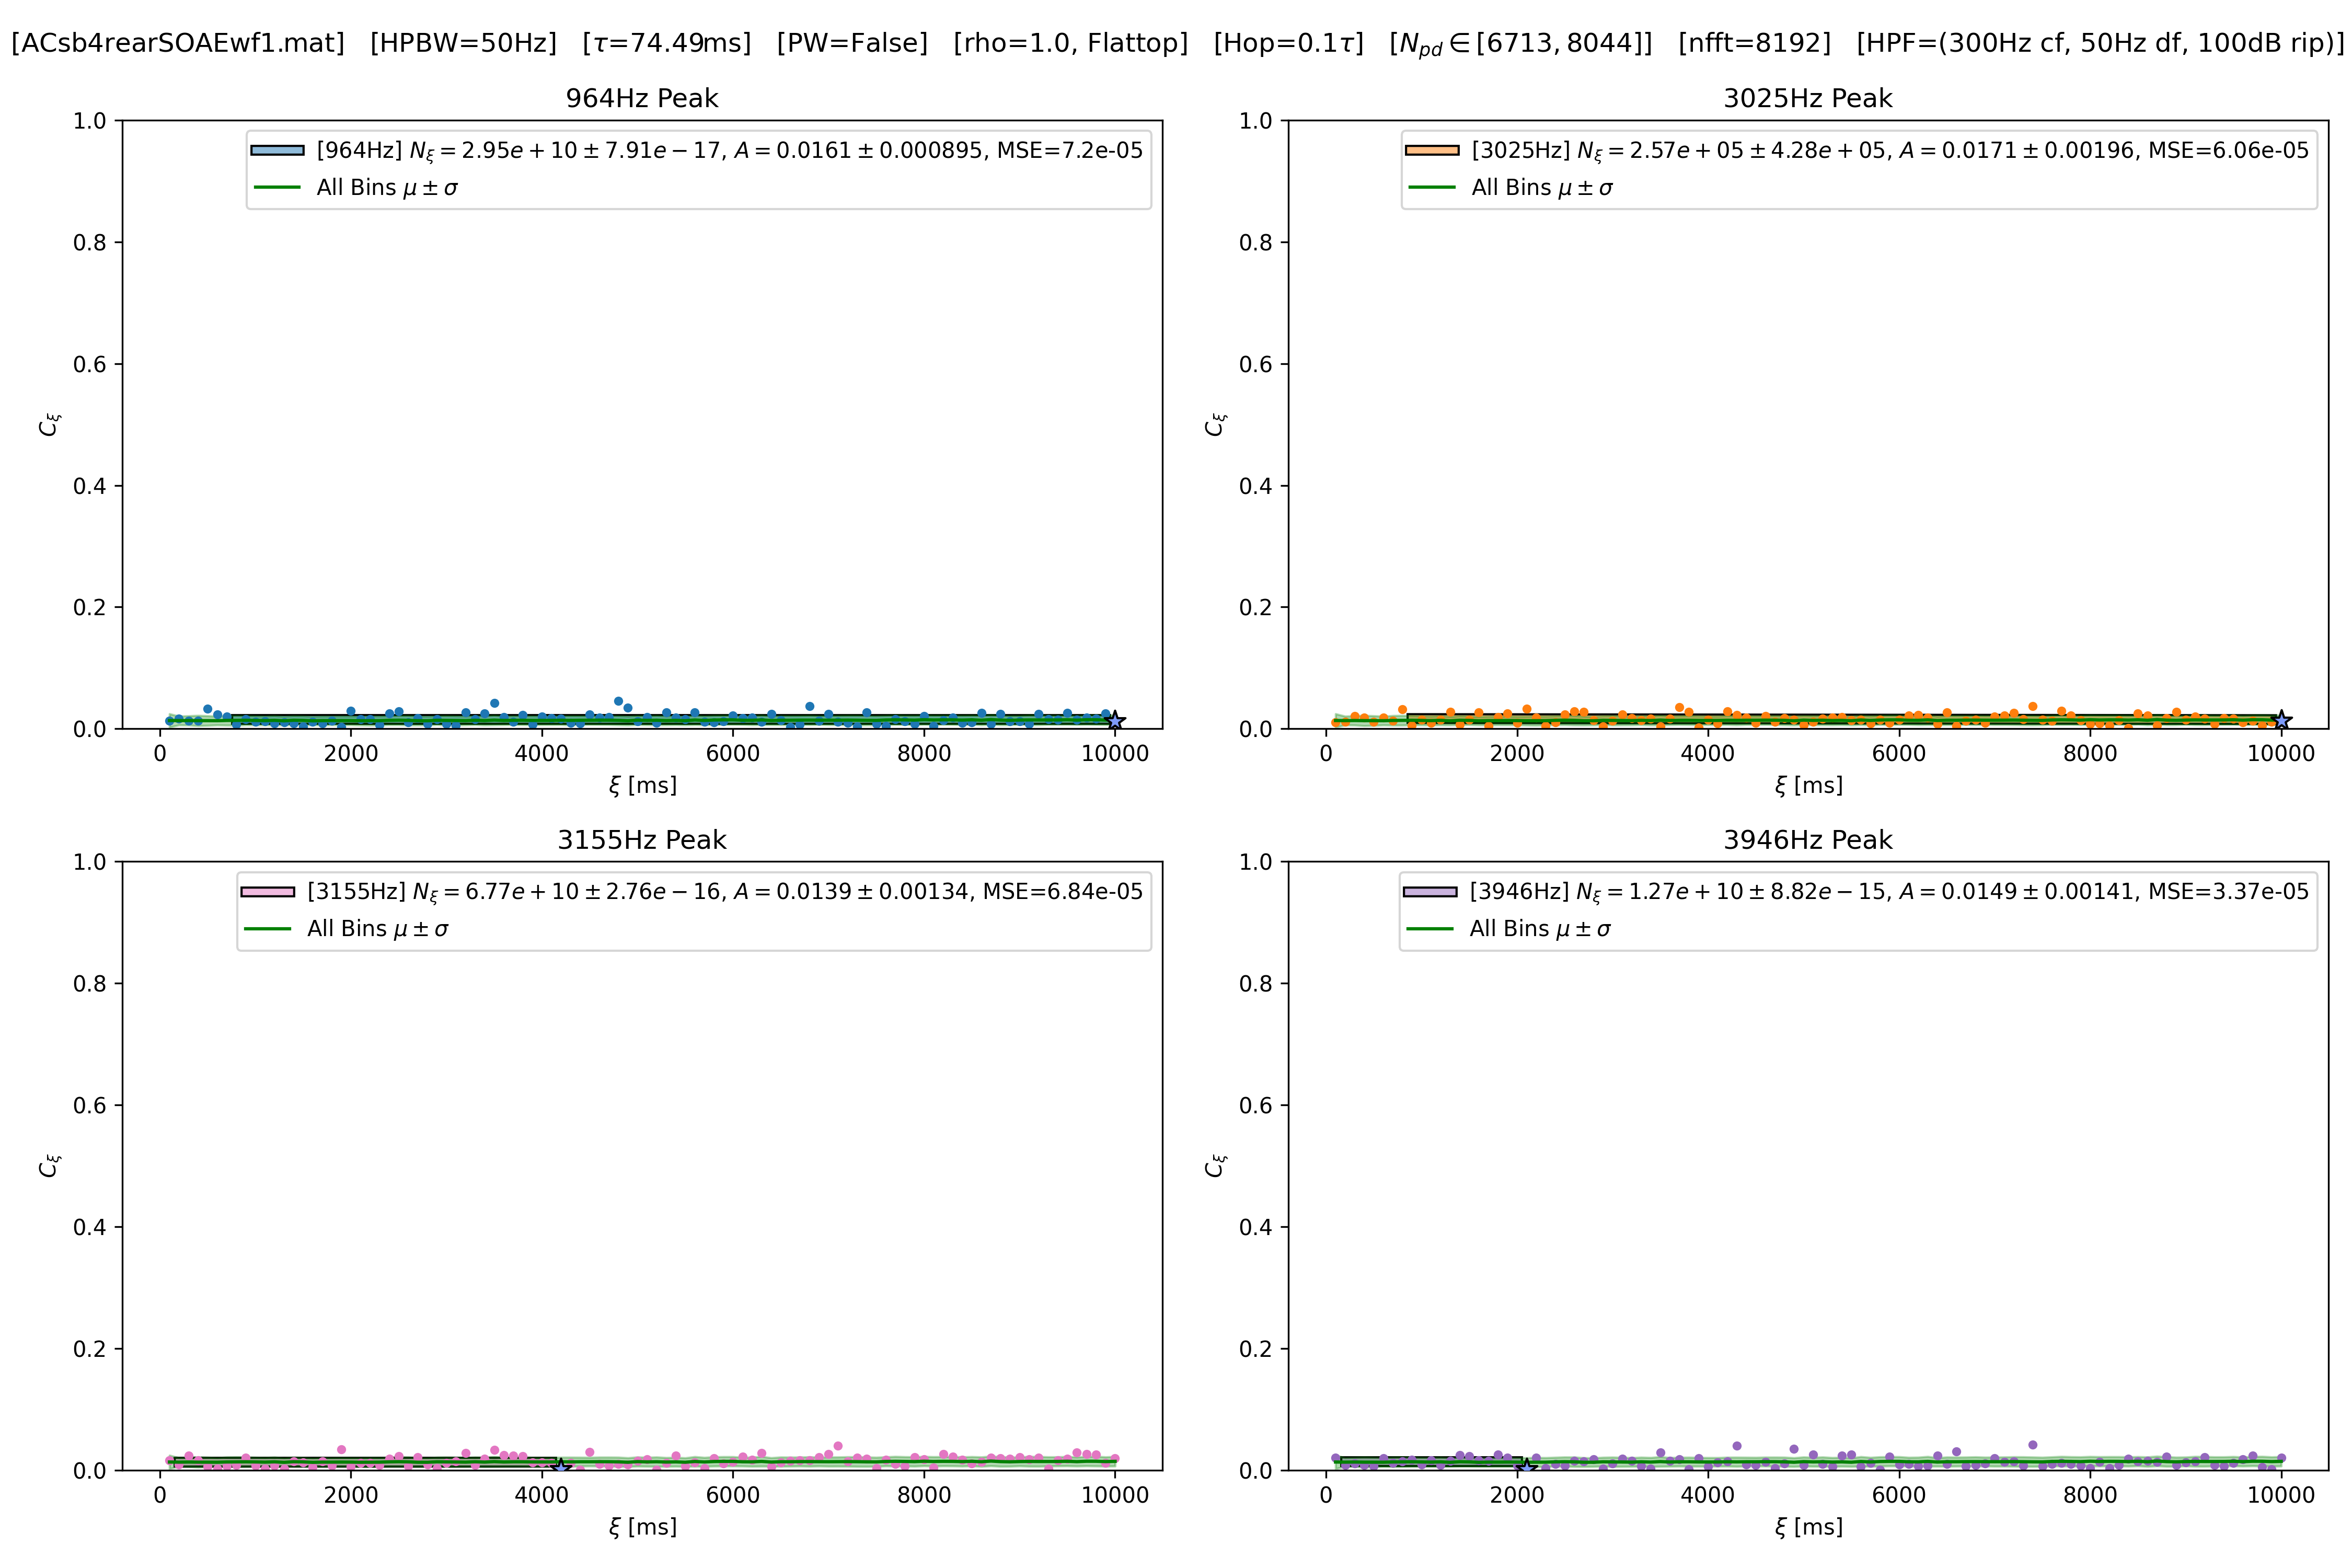 [ACsb4rearSOAEwf1.mat] [HPBW=50Hz] [τ=74.49ms] [PW=False] [rho=1.0, Flattop] [Hop=0.1τ] [N_pd ∈ [6713, 8044]] [nfft=8192] [HPF=(300Hz cf, 50Hz df, 100dB rip)]
964Hz Peak
[964Hz] N_ξ = 2.95e + 10 ± 7.91e − 17, A = 0.0161 ± 0.000895, MSE=7.2e-05
All Bins μ ± σ
1.0
0.8
0.6
0.4
0.2
0.0
C_ξ
0 2000 4000 6000 8000 10000
ξ [ms]
3025Hz Peak
[3025Hz] N_ξ = 2.57e + 05 ± 4.28e + 05, A = 0.0171 ± 0.00196, MSE=6.06e-05
All Bins μ ± σ
1.0
0.8
0.6
0.4
0.2
0.0
C_ξ
0 2000 4000 6000 8000 10000
ξ [ms]
3155Hz Peak
[3155Hz] N_ξ = 6.77e + 10 ± 2.76e − 16, A = 0.0139 ± 0.00134, MSE=6.84e-05
All Bins μ ± σ
1.0
0.8
0.6
0.4
0.2
0.0
C_ξ
0 2000 4000 6000 8000 10000
ξ [ms]
3946Hz Peak
[3946Hz] N_ξ = 1.27e + 10 ± 8.82e − 15, A = 0.0149 ± 0.00141, MSE=3.37e-05
All Bins μ ± σ
1.0
0.8
0.6
0.4
0.2
0.0
C_ξ
0 2000 4000 6000 8000 10000
ξ [ms]